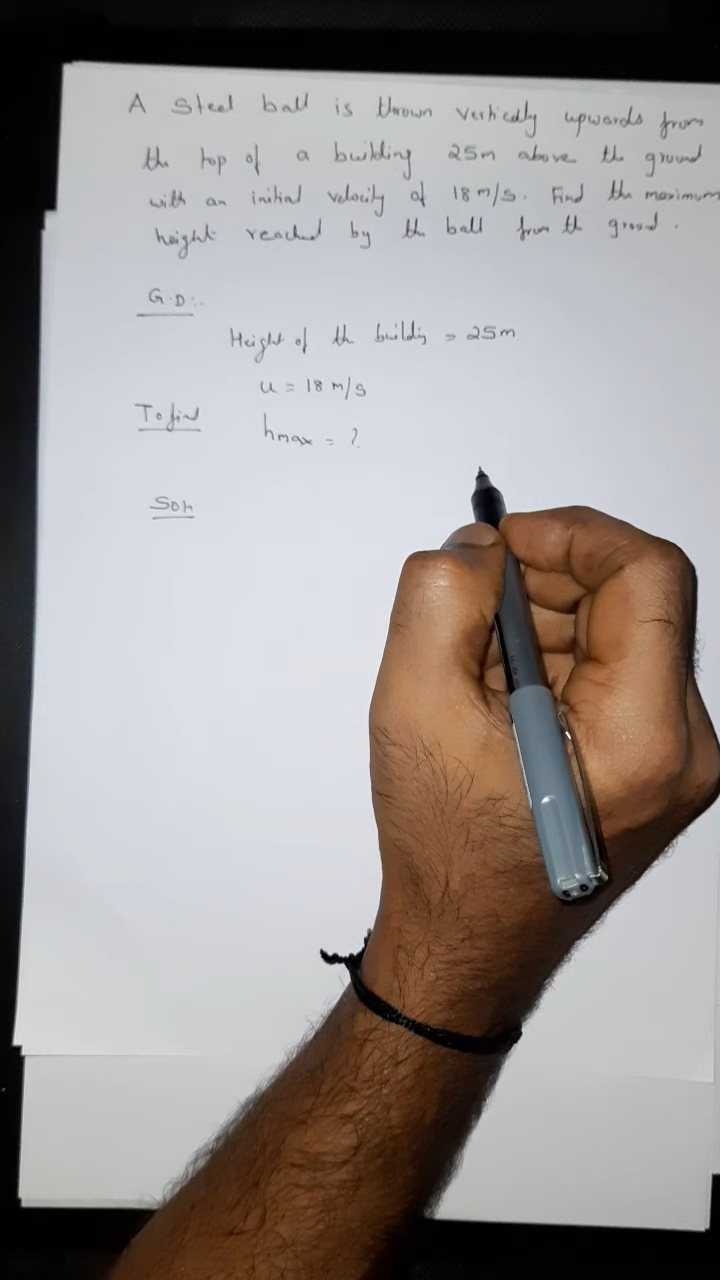 A steel ball is thrown vertically upwards from
the top of a building 25m above the ground
with an initial velocity of 18 m/s. Find the maximum
height reached by the ball from th ground.
G.D:-
Height of the building = 25m
u = 18 m/s
To find
hmax = ?
Soln